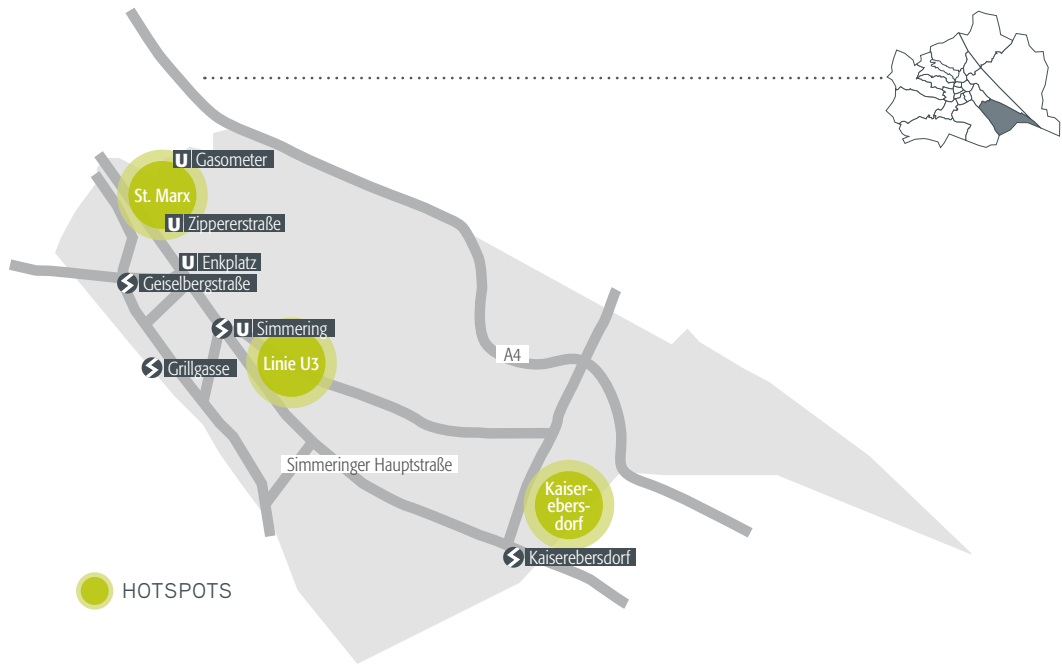 U Gasometer
St. Marx
U Zippererstraße
U Enkplatz
Geiselbergstraße
U Simmering
A4
Linie U3
Grillgasse
Simmeringer Hauptstraße
Kaiser-
ebers-
dorf
Kaiserebersdorf
HOTSPOTS